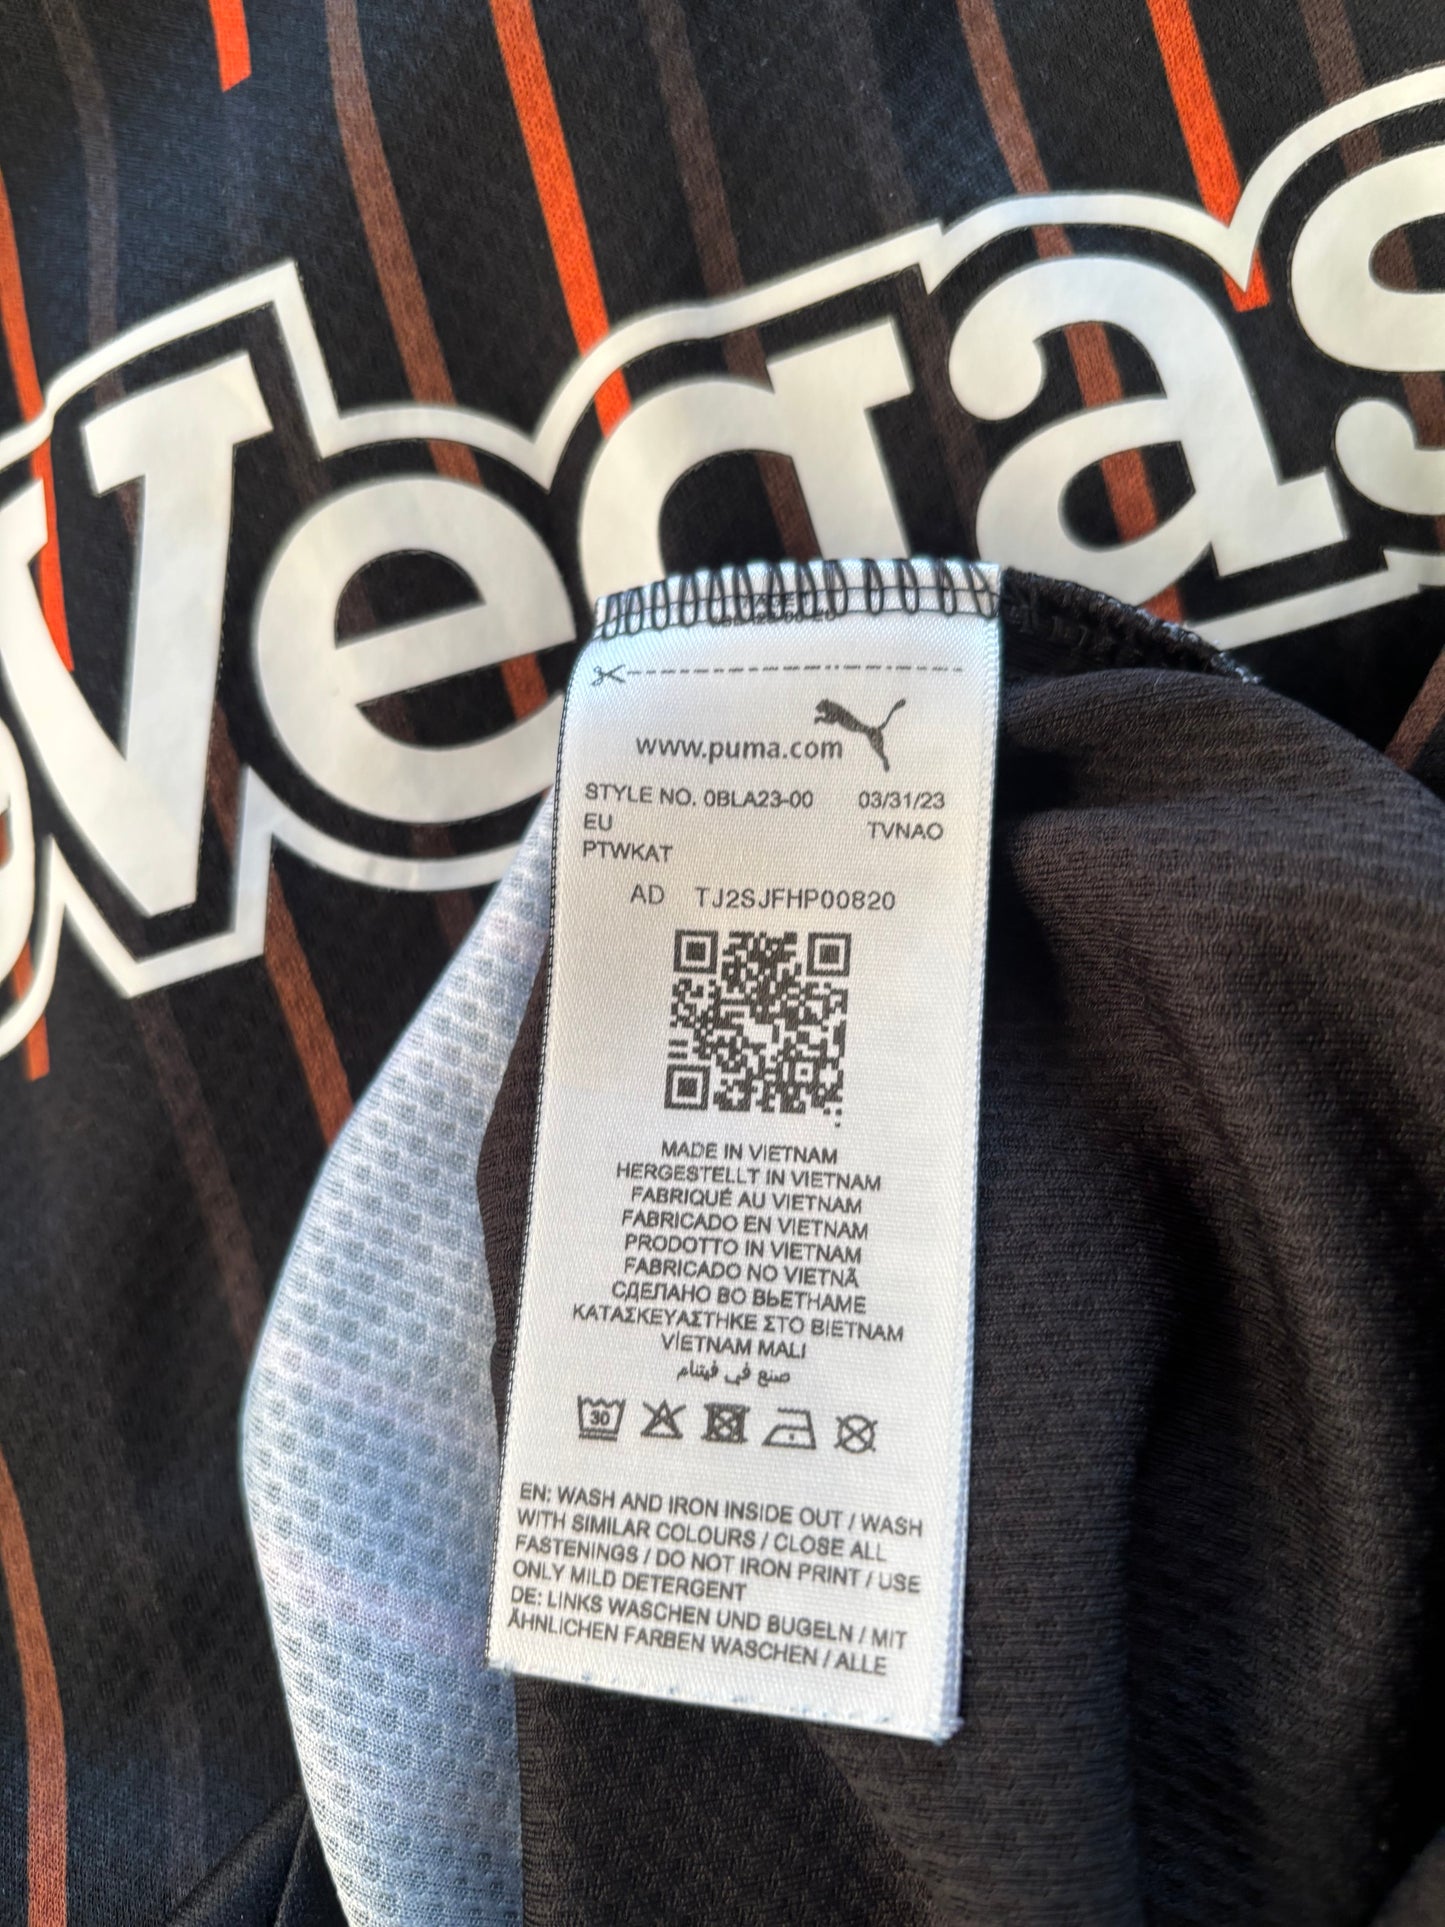 Vegas
www.puma.com
STYLE NO. 0BLA23-00 03/31/23
EU TVNAO
PTWKAT
AD TJ2SJFHP00820
MADE IN VIETNAM
HERGESTELLT IN VIETNAM
FABRIQUÉ AU VIETNAM
FABRICADO EN VIETNAM
PRODOTTO IN VIETNAM
FABRICADO NO VIETNÃ
СДЕЛАНО ВО ВЬЕТНАМЕ
ΚΑΤΑΣΚΕΥΑΣΤΗΚΕ ΣΤΟ ΒΙΕΤΝΑΜ
VİETNAM MALI
صنع في فيتنام
30
EN: WASH AND IRON INSIDE OUT / WASH
WITH SIMILAR COLOURS / CLOSE ALL
FASTENINGS / DO NOT IRON PRINT / USE
ONLY MILD DETERGENT
DE: LINKS WASCHEN UND BUGELN / MIT
ÄHNLICHEN FARBEN WASCHEN / ALLE